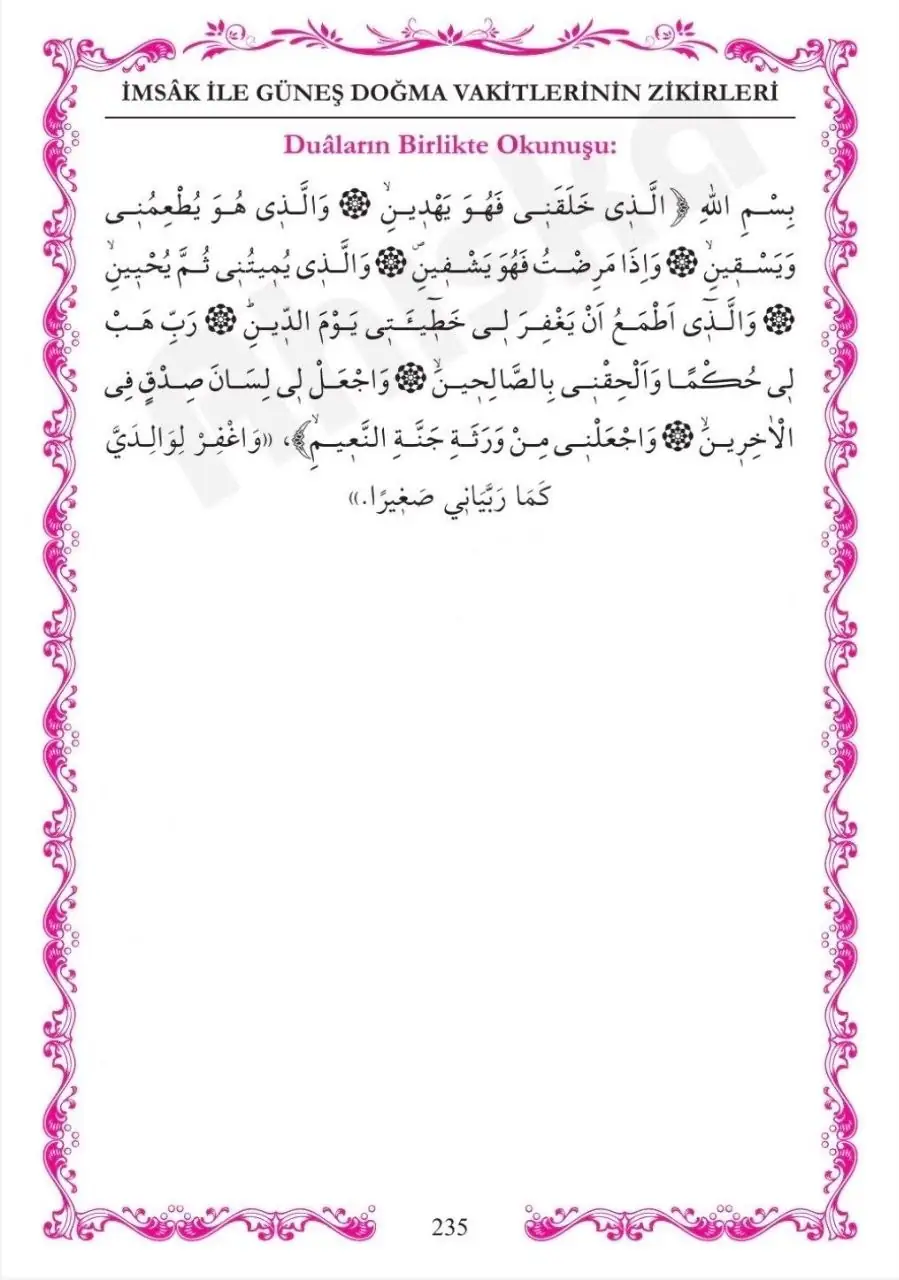 İMSÂK İLE GÜNEŞ DOĞMA VAKİTLERİNİN ZİKİRLERİ
Duâların Birlikte Okunuşu:
بِسْمِ اللهِ ﴿ الَّذ۪ى خَلَقَن۪ى فَهُوَ يَهْد۪ينِۙ ۞ وَالَّذ۪ى هُوَ يُطْعِمُن۪ى
وَيَسْق۪ينِۙ ۞ وَاِذَا مَرِضْتُ فَهُوَ يَشْف۪ينِۖ ۞ وَالَّذ۪ى يُم۪يتُن۪ى ثُمَّ يُحْي۪ينِۙ
۞ وَالَّذ۪ٓى اَطْمَعُ اَنْ يَغْفِرَ ل۪ى خَط۪ٓيـَٔت۪ى يَوْمَ الدّ۪ينِۜ ۞ رَبِّ هَبْ
ل۪ى حُكْمًا وَاَلْحِقْن۪ى بِالصَّالِح۪ينَۙ ۞ وَاجْعَلْ ل۪ى لِسَانَ صِدْقٍ فِى
الْاٰخِر۪ينَۙ ۞ وَاجْعَلْن۪ى مِنْ وَرَثَةِ جَنَّةِ النَّع۪يمِۙ ﴾، «وَاغْفِرْ لِوَالِدَيَّ
كَمَا رَبَّيَان۪ي صَغ۪يرًا.»
235